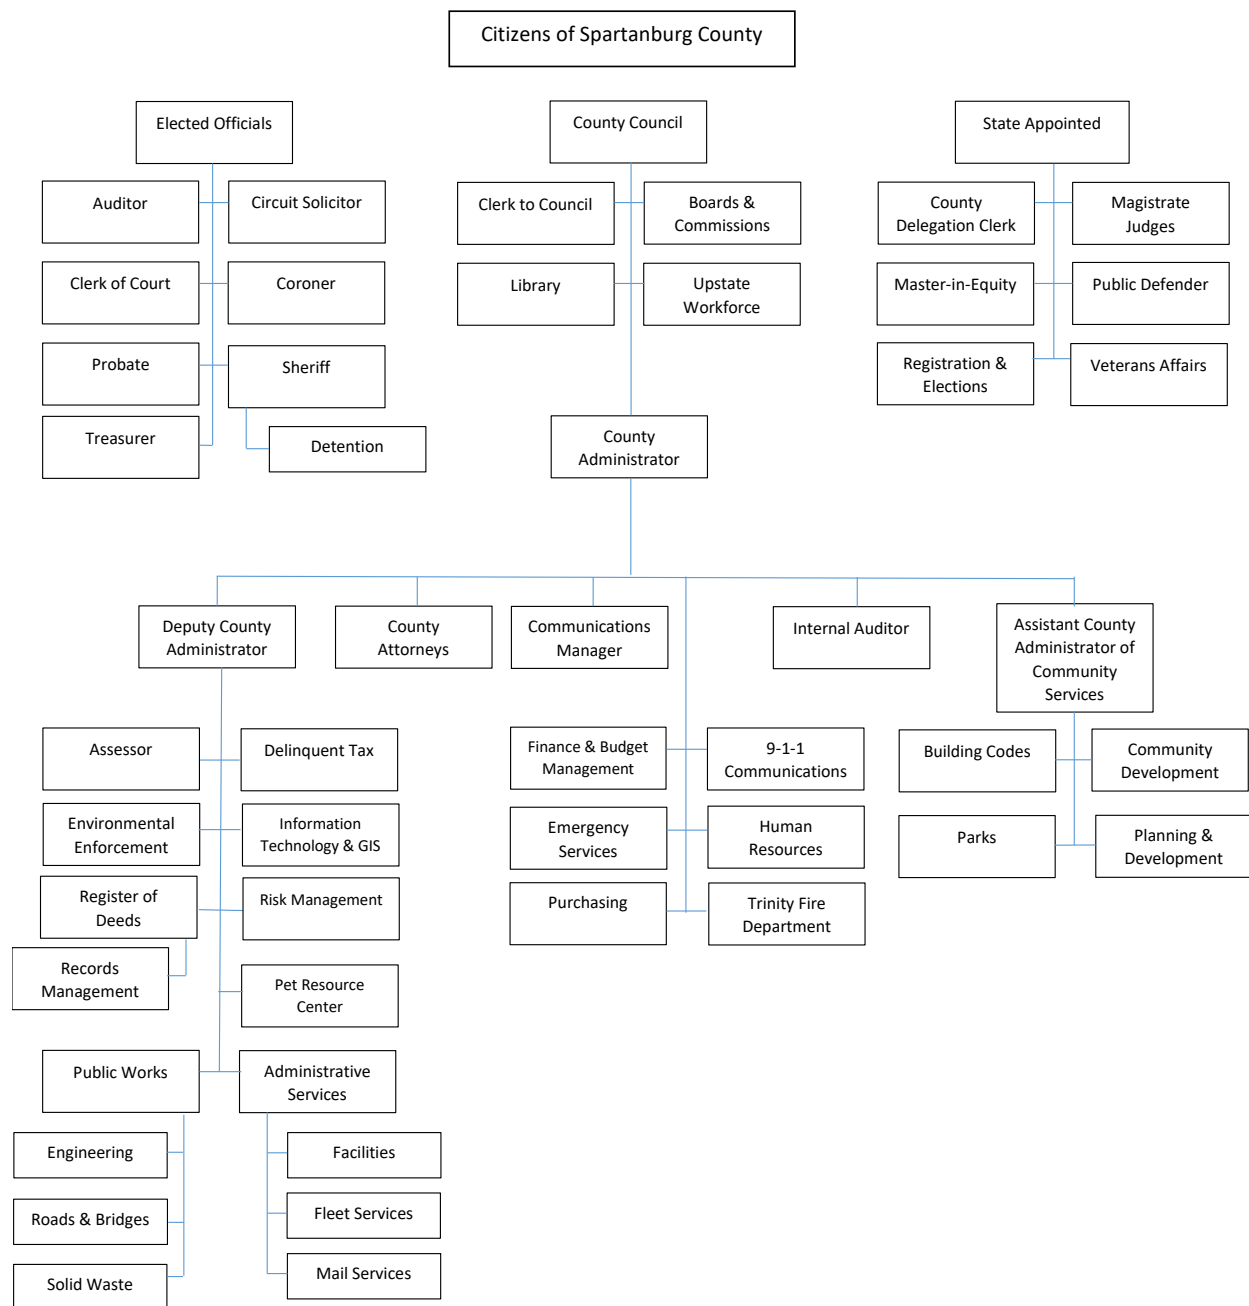 Citizens of Spartanburg County
Elected Officials
County Council
State Appointed
Auditor
Circuit Solicitor
Clerk to Council
Boards &
Commissions
County
Delegation Clerk
Magistrate
Judges
Clerk of Court
Coroner
Library
Upstate
Workforce
Master-in-Equity
Public Defender
Probate
Sheriff
Registration &
Elections
Veterans Affairs
Treasurer
Detention
County
Administrator
Deputy County
Administrator
County
Attorneys
Communications
Manager
Internal Auditor
Assistant County
Administrator of
Community
Services
Assessor
Delinquent Tax
Finance & Budget
Management
9-1-1
Communications
Building Codes
Community
Development
Environmental
Enforcement
Information
Technology & GIS
Emergency
Services
Human
Resources
Parks
Planning &
Development
Register of
Deeds
Risk Management
Purchasing
Trinity Fire
Department
Records
Management
Pet Resource
Center
Public Works
Administrative
Services
Engineering
Facilities
Roads & Bridges
Fleet Services
Solid Waste
Mail Services